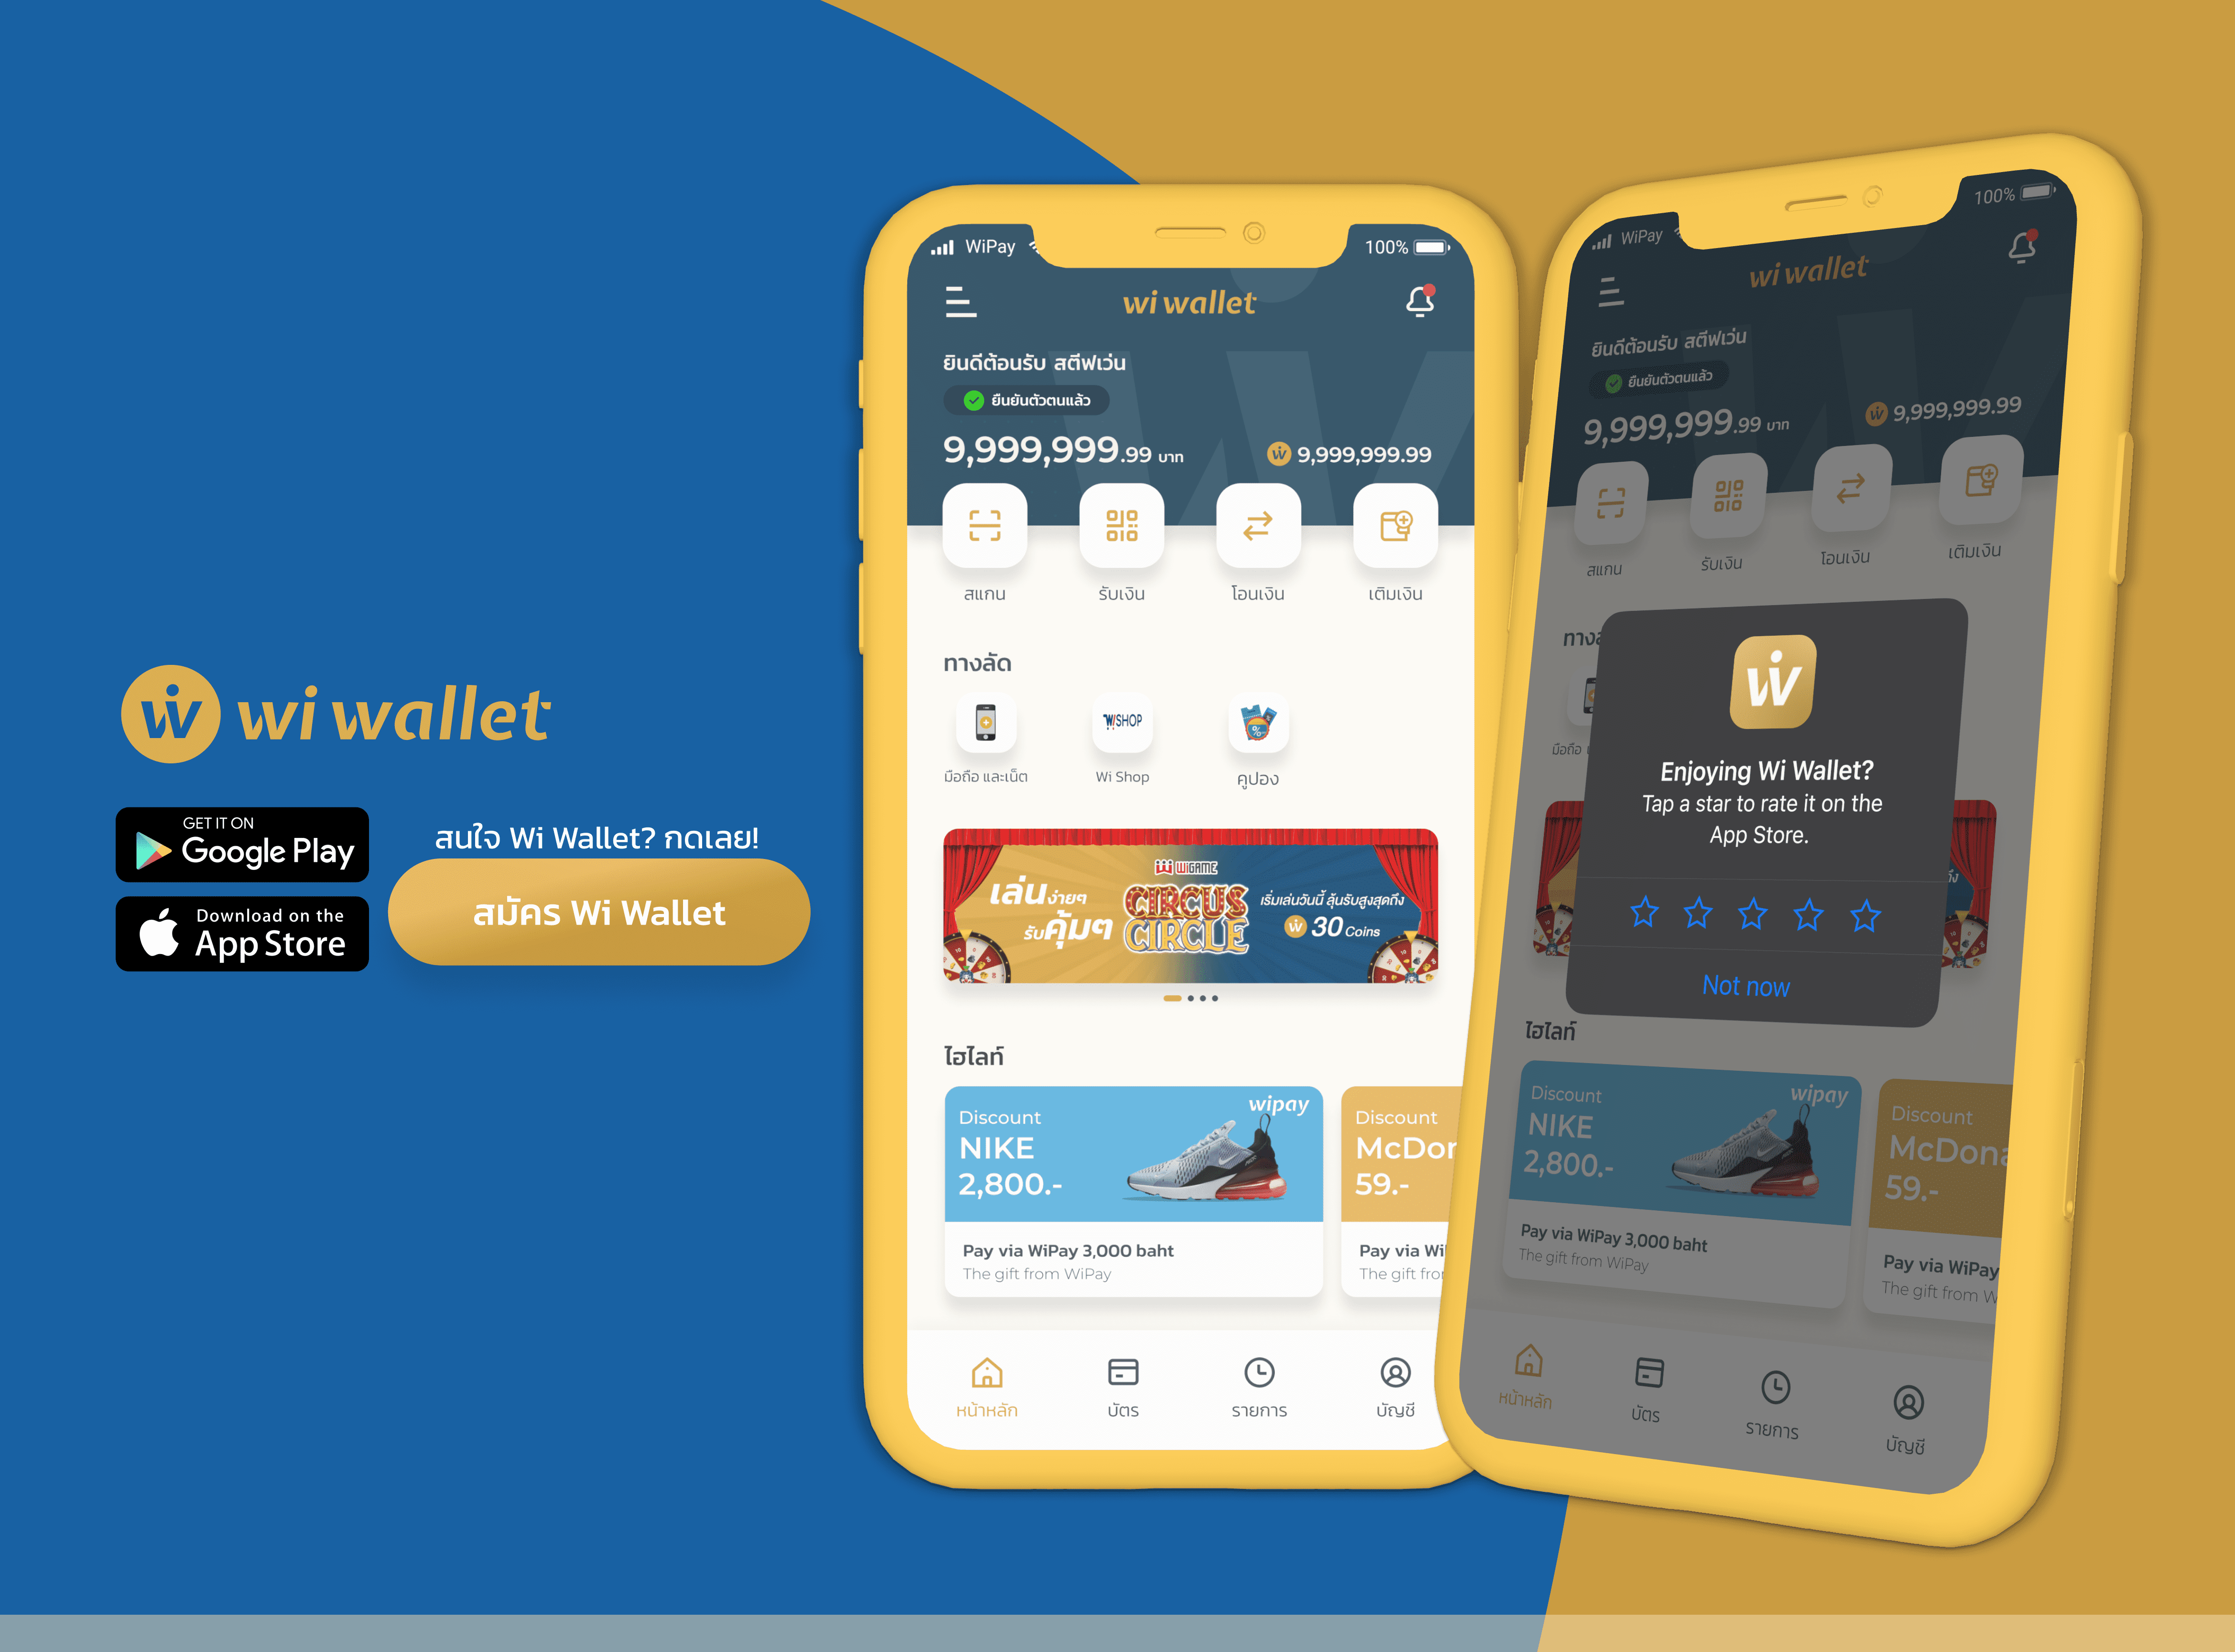 wi wallet
GET IT ON
Google Play
Download on the
App Store
สนใจ Wi Wallet? กดเลย!
สมัคร Wi Wallet
WiPay
100%
wi wallet
ยินดีต้อนรับ สตีฟเว่น
ยืนยันตัวตนแล้ว
9,999,999.99 บาท
9,999,999.99
สแกน
รับเงิน
โอนเงิน
เติมเงิน
ทางลัด
WiSHOP
มือถือ และเน็ต
Wi Shop
คูปอง
WiGAME
เล่นง่ายๆ
รับคุ้มๆ
CIRCUS
CIRCLE
เริ่มเล่นวันนี้ ลุ้นรับสูงสุดถึง
30 Coins
ไฮไลท์
wipay
Discount
NIKE
2,800.-
Pay via WiPay 3,000 baht
The gift from WiPay
Discount
McDor
59.-
Pay via Wi
The gift fro
หน้าหลัก
บัตร
รายการ
บัญชี
WiPay
100%
wi wallet
ยินดีต้อนรับ สตีฟเว่น
ยืนยันตัวตนแล้ว
9,999,999.99 บาท
9,999,999.99
สแกน
รับเงิน
โอนเงิน
เติมเงิน
ทาง
มือถือ
Enjoying Wi Wallet?
Tap a star to rate it on the
App Store.
Not now
ไฮไลท์
wipay
Discount
NIKE
2,800.-
Pay via WiPay 3,000 baht
The gift from WiPay
Discount
McDona
59.-
Pay via WiPay
The gift from W
หน้าหลัก
บัตร
รายการ
บัญชี